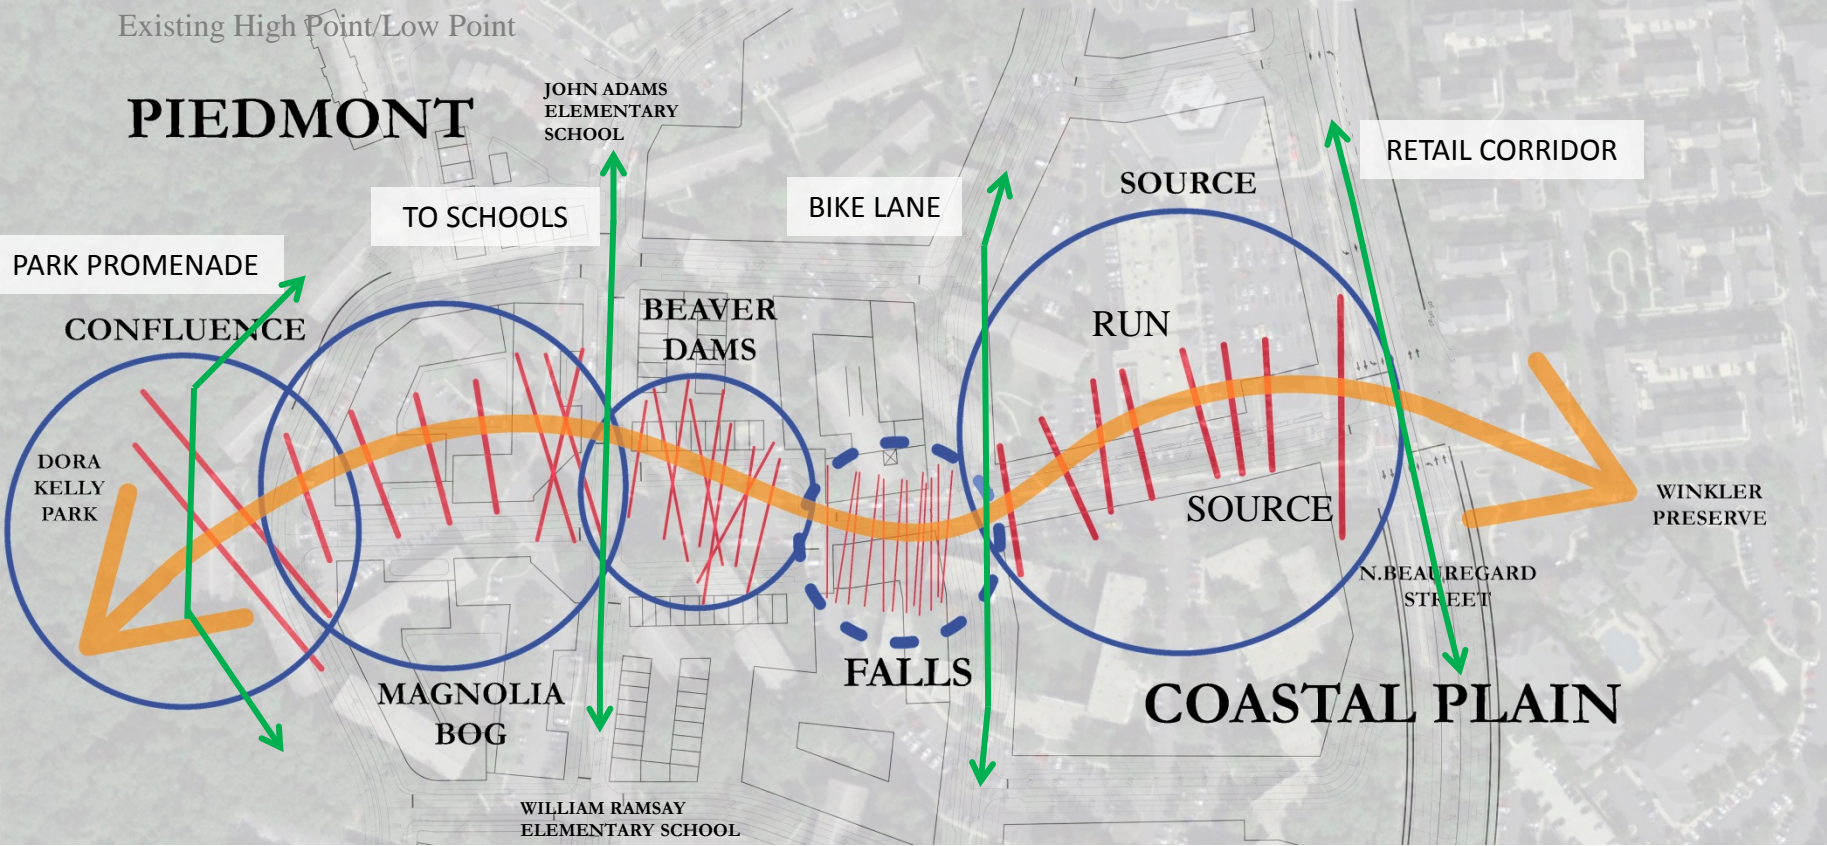 Existing High Point/Low Point
PIEDMONT
JOHN ADAMS
ELEMENTARY
SCHOOL
RETAIL CORRIDOR
SOURCE
TO SCHOOLS
BIKE LANE
PARK PROMENADE
CONFLUENCE
BEAVER
DAMS
RUN
DORA
KELLY
PARK
SOURCE
WINKLER
PRESERVE
N.BEAUREGARD
STREET
FALLS
MAGNOLIA
BOG
COASTAL PLAIN
WILLIAM RAMSAY
ELEMENTARY SCHOOL